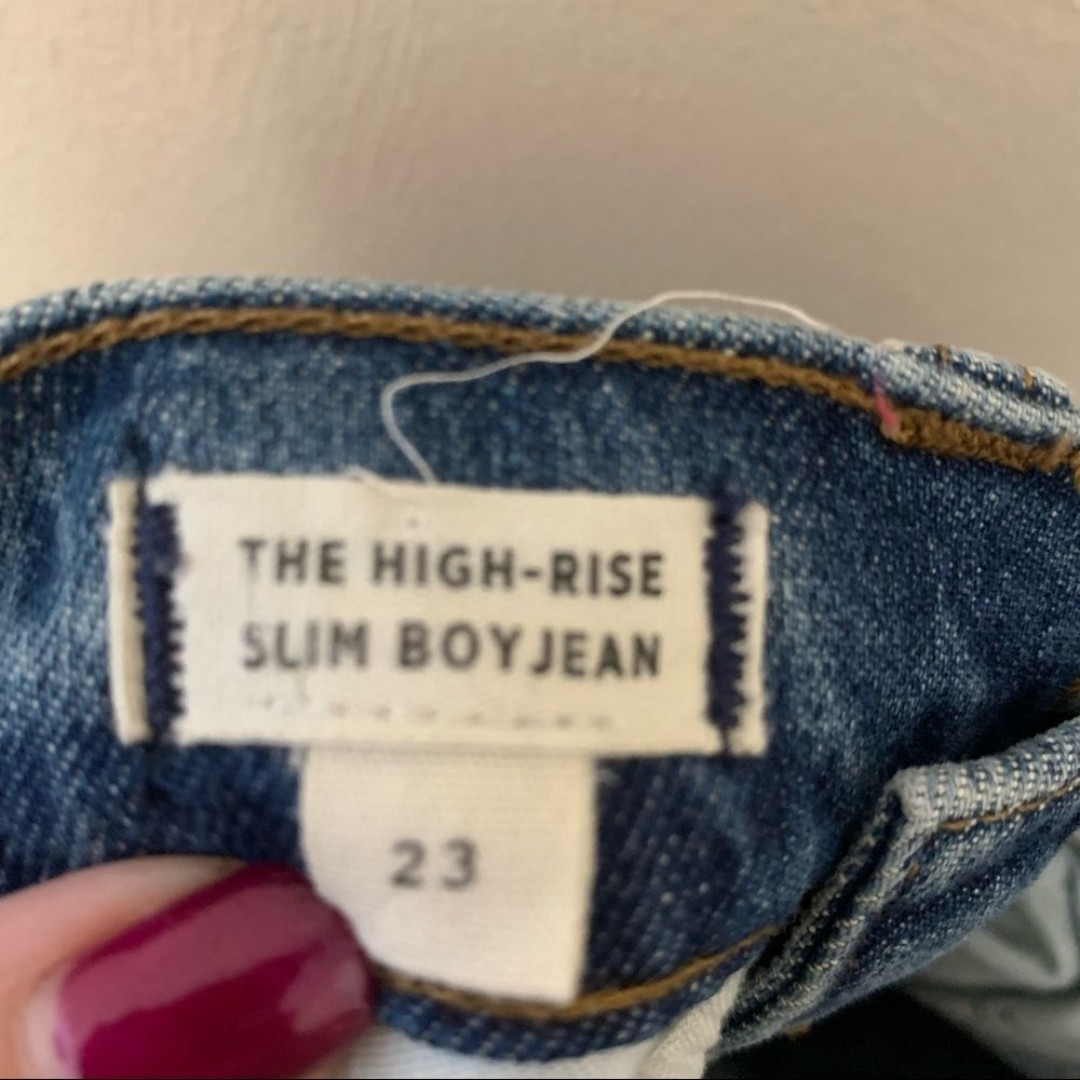 THE HIGH-RISE
SLIM BOYJEAN
23